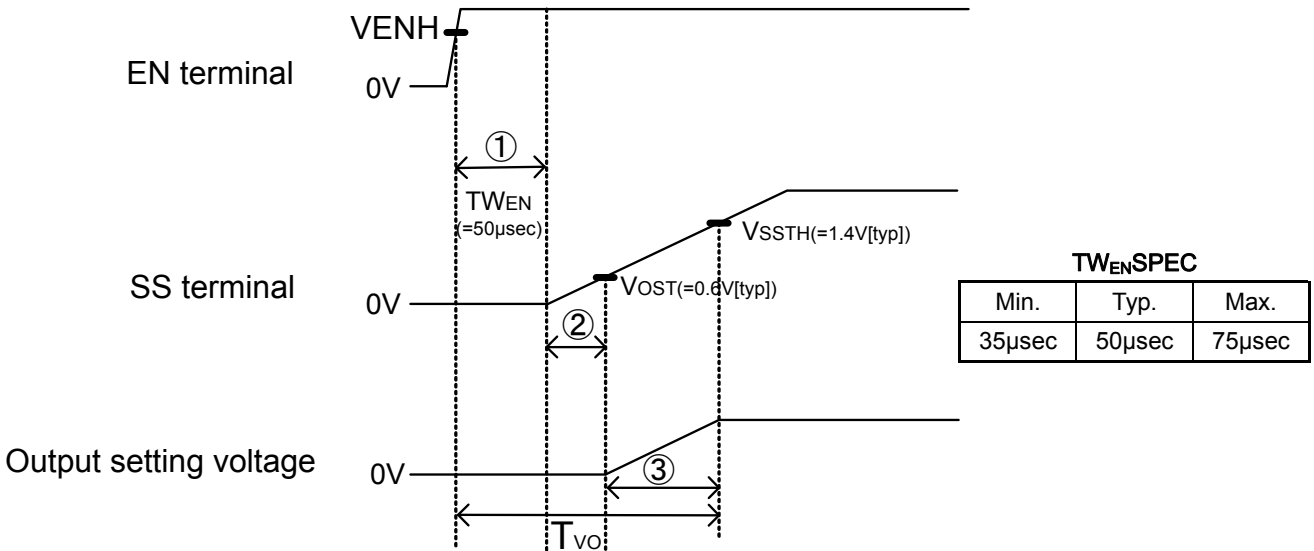 VENH
EN terminal
0V
①
TWEN
(=50μsec)
VSSTH(=1.4V[typ])
SS terminal
0V
VOST(=0.6V[typ])
②
TWENSPEC
Min. Typ. Max.
35μsec 50μsec 75μsec
Output setting voltage
0V
③
TVO